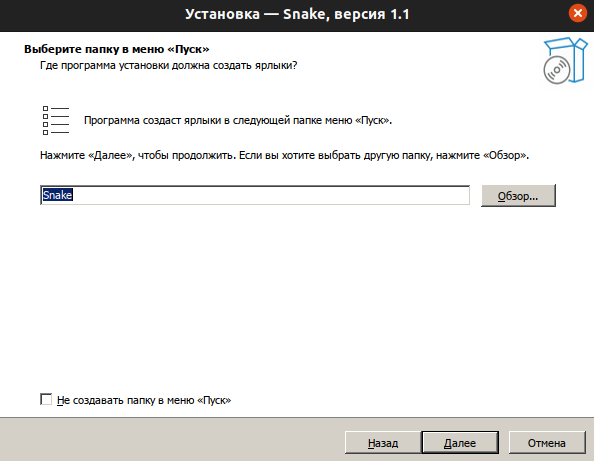 Установка — Snake, версия 1.1
Выберите папку в меню «Пуск»
Где программа установки должна создать ярлыки?
Программа создаст ярлыки в следующей папке меню «Пуск».
Нажмите «Далее», чтобы продолжить. Если вы хотите выбрать другую папку, нажмите «Обзор».
Snake
Обзор...
Не создавать папку в меню «Пуск»
Назад
Далее
Отмена